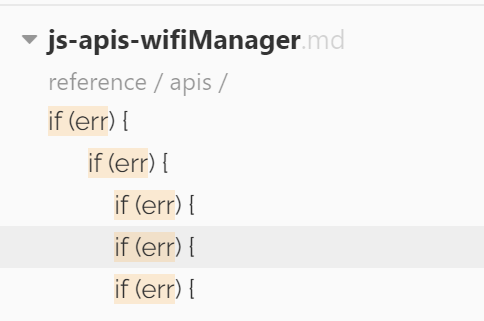 js-apis-wifiManager.md
reference / apis /
if (err) {
if (err) {
if (err) {
if (err) {
if (err) {